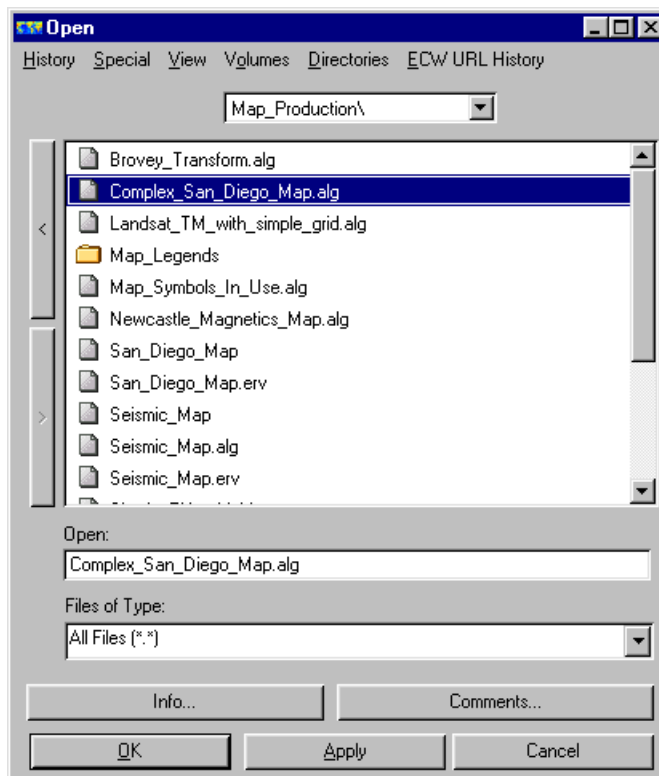 Open
History Special View Volumes Directories ECW URL History
Map_Production\
<
Brovey_Transform.alg
Complex_San_Diego_Map.alg
Landsat_TM_with_simple_grid.alg
Map_Legends
Map_Symbols_In_Use.alg
Newcastle_Magnetics_Map.alg
San_Diego_Map
San_Diego_Map.erv
>
Seismic_Map
Seismic_Map.alg
Seismic_Map.erv
Open:
Complex_San_Diego_Map.alg
Files of Type:
All Files (*.*)
Info... Comments...
OK Apply Cancel